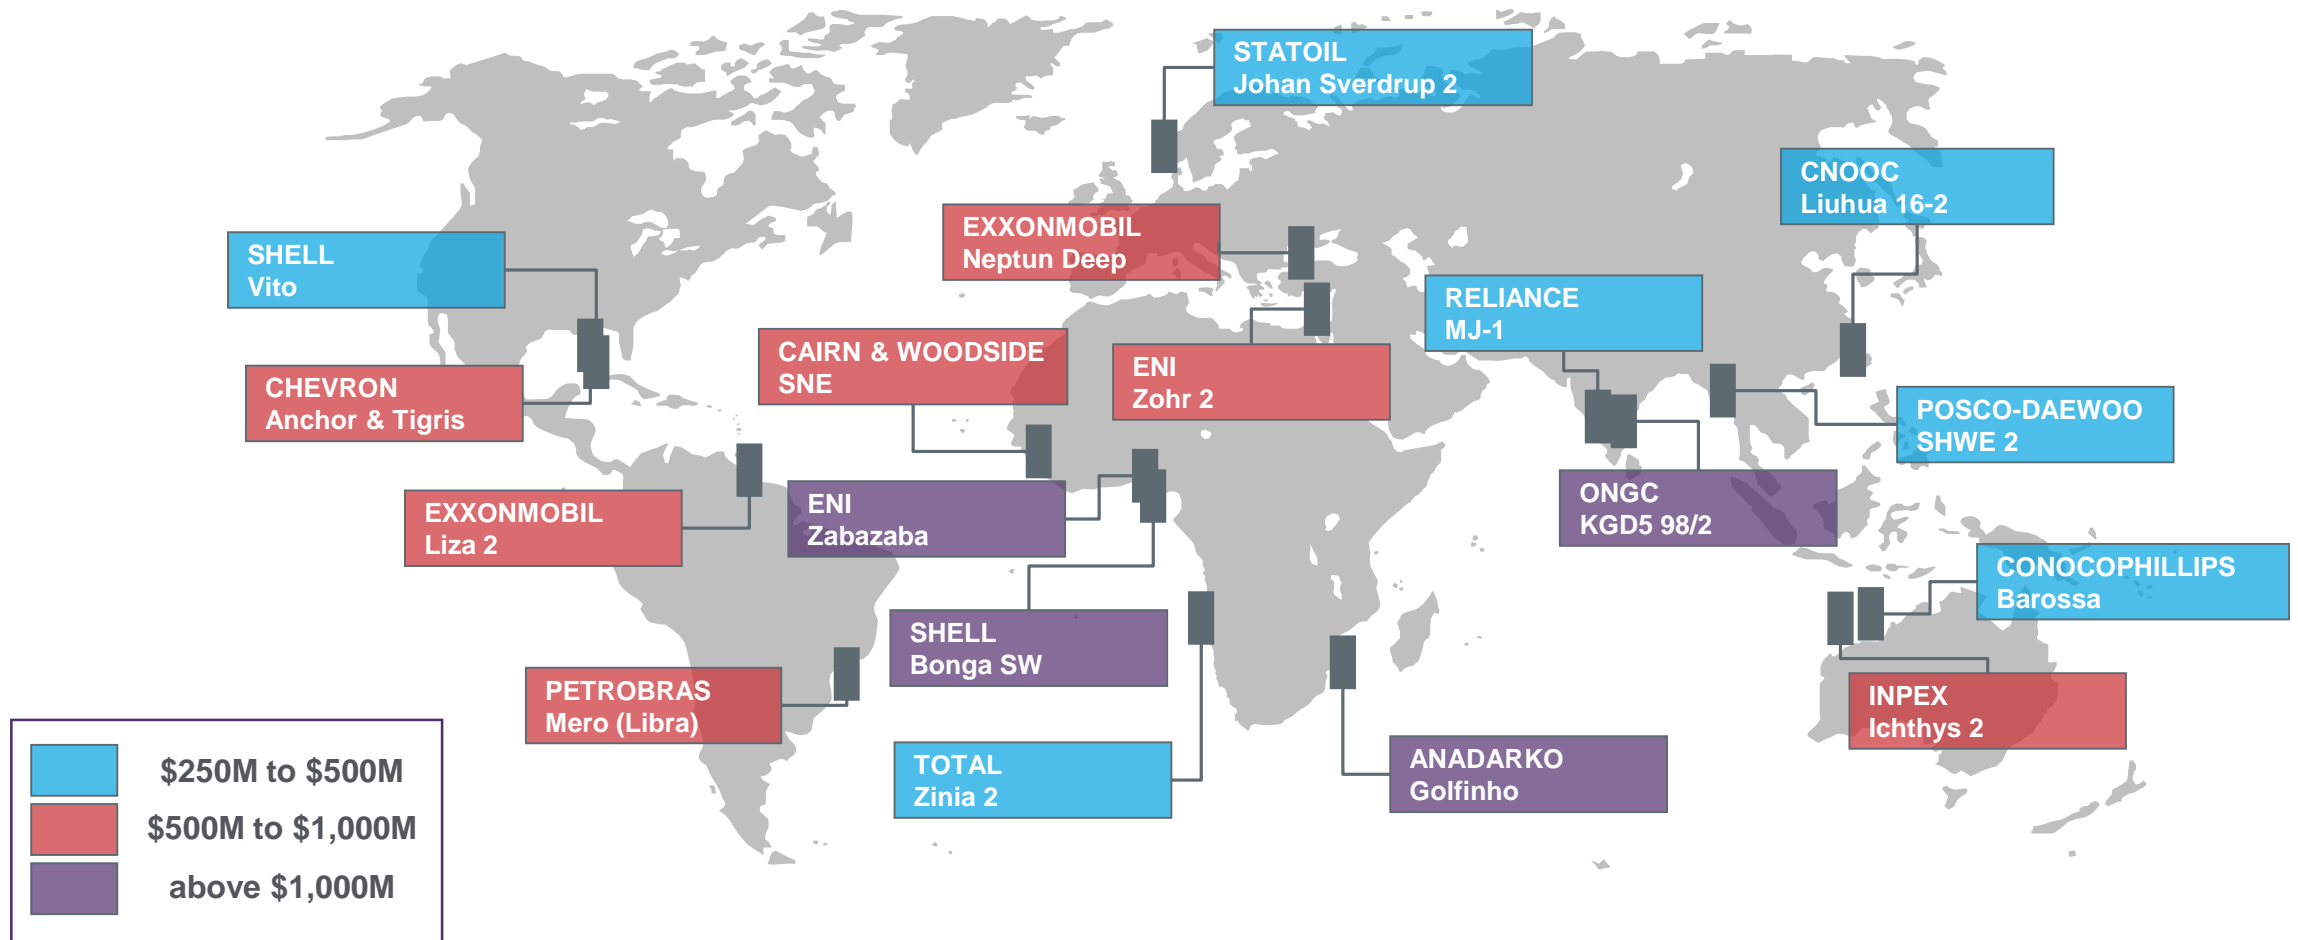 STATOIL
Johan Sverdrup 2
CNOOC
Liuhua 16-2
EXXONMOBIL
Neptun Deep
SHELL
Vito
RELIANCE
MJ-1
CAIRN & WOODSIDE
SNE
ENI
Zohr 2
CHEVRON
Anchor & Tigris
POSCO-DAEWOO
SHWE 2
ENI
Zabazaba
ONGC
KGD5 98/2
EXXONMOBIL
Liza 2
CONOCOPHILLIPS
Barossa
SHELL
Bonga SW
PETROBRAS
Mero (Libra)
INPEX
Ichthys 2
TOTAL
Zinia 2
ANADARKO
Golfinho
$250M to $500M
$500M to $1,000M
above $1,000M